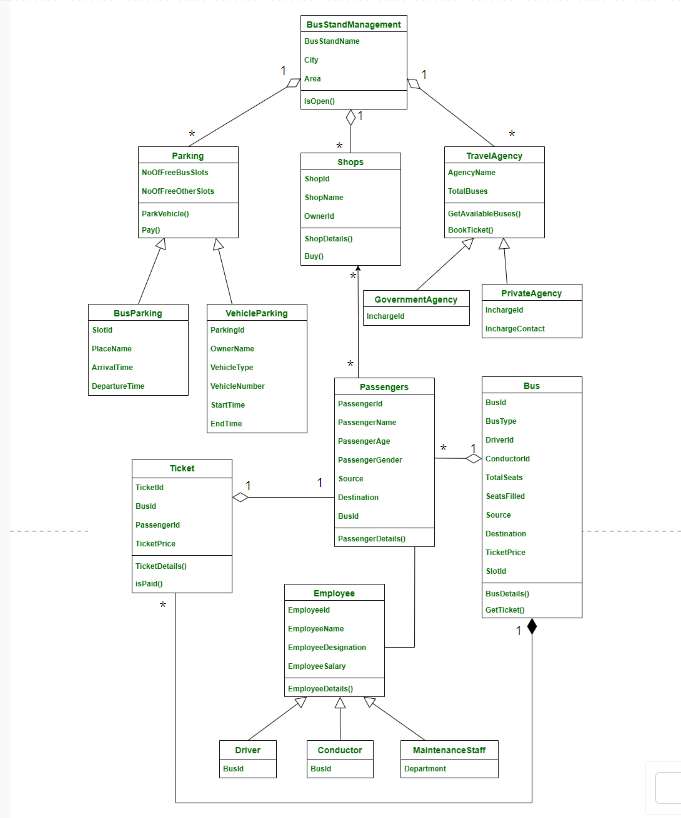 BusStandManagement
BusStandName
City
Area
IsOpen()
1
1
1
*
*
*
Parking
NoOfFreeBusSlots
NoOfFreeOtherSlots
ParkVehicle()
Pay()
Shops
ShopId
ShopName
OwnerId
ShopDetails()
Buy()
TravelAgency
AgencyName
TotalBuses
GetAvailableBuses()
BookTicket()
*
BusParking
SlotId
PlaceName
ArrivalTime
DepartureTime
VehicleParking
ParkingId
OwnerName
VehicleType
VehicleNumber
StartTime
EndTime
GovernmentAgency
InchargeId
PrivateAgency
InchargeId
InchargeContact
*
Passengers
PassengerId
PassengerName
PassengerAge
PassengerGender
Source
Destination
BusId
PassengerDetails()
*
1
Bus
BusId
BusType
DriverId
ConductorId
TotalSeats
SeatsFilled
Source
Destination
TicketPrice
SlotId
BusDetails()
GetTicket()
Ticket
TicketId
BusId
PassengerId
TicketPrice
TicketDetails()
isPaid()
1
1
*
1
Employee
EmployeeId
EmployeeName
EmployeeDesignation
EmployeeSalary
EmployeeDetails()
Driver
BusId
Conductor
BusId
MaintenanceStaff
Department